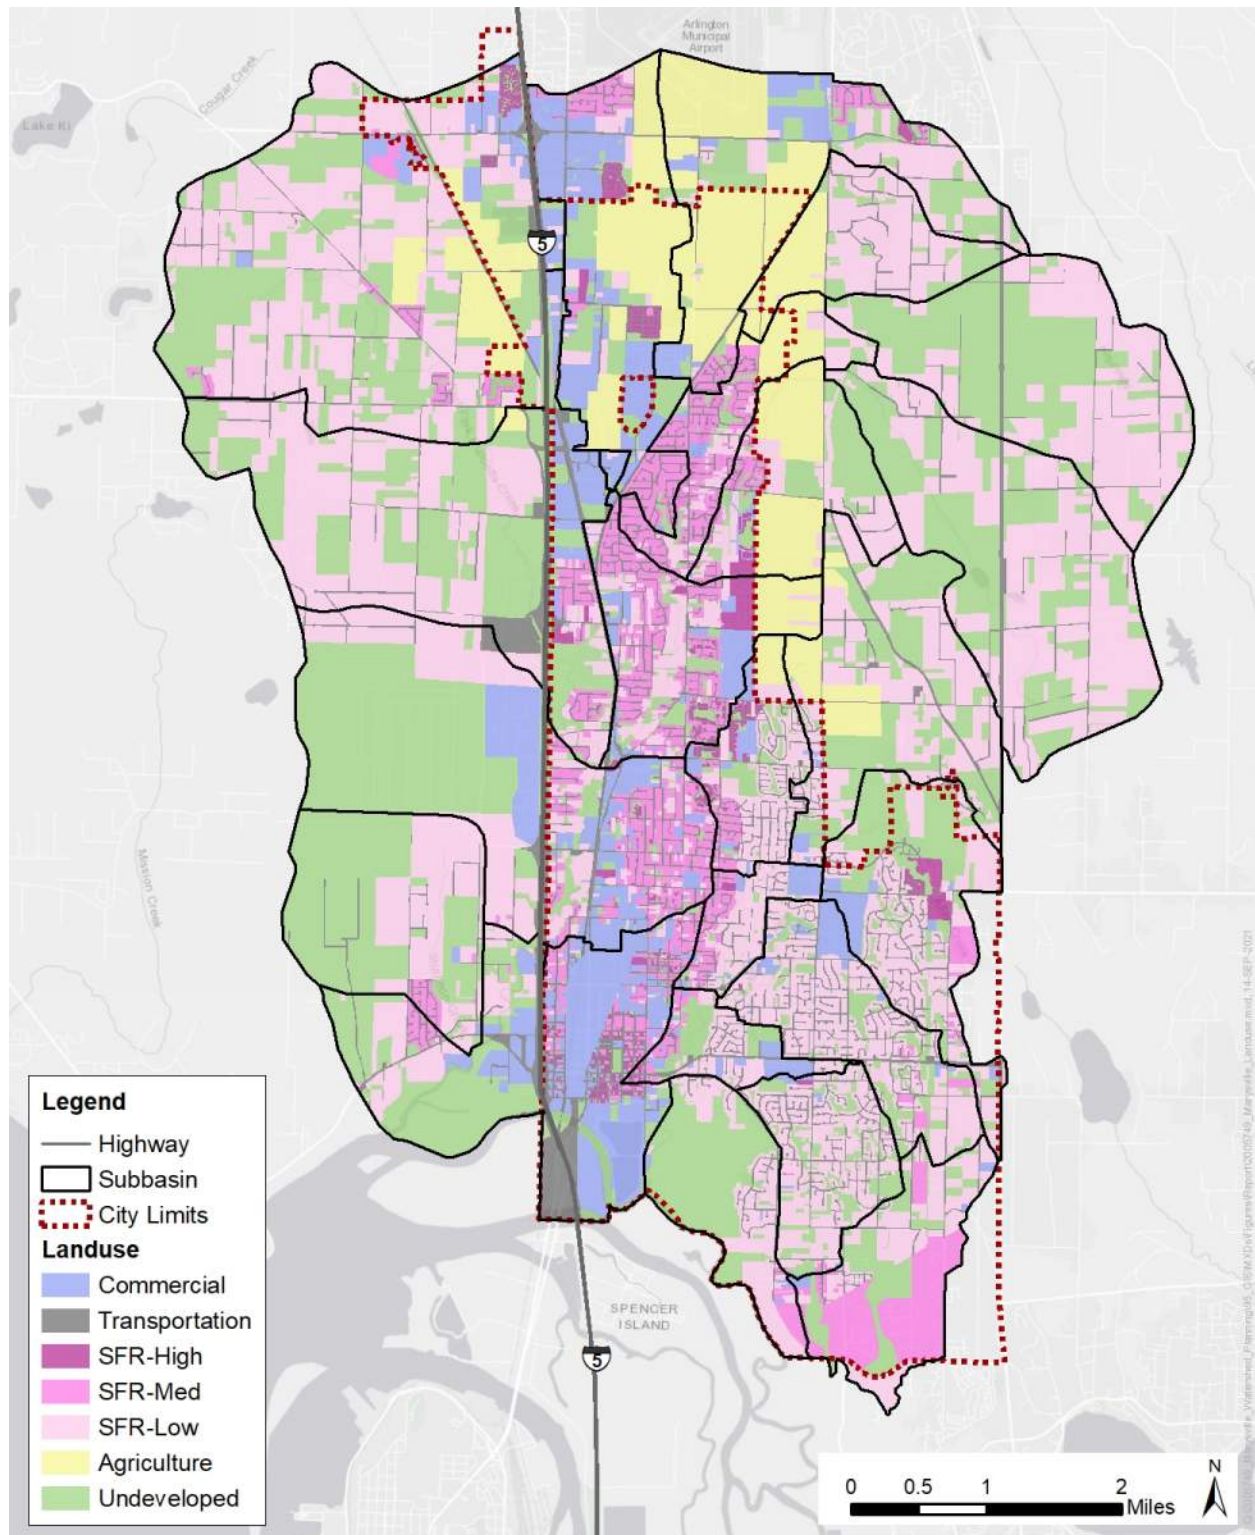 Arlington
Municipal
Airport
Cougar Creek
Lake Ki
5
Mission Creek
Legend
Highway
Subbasin
City Limits
Landuse
Commercial
Transportation
SFR-High
SFR-Med
SFR-Low
Agriculture
Undeveloped
SPENCER
ISLAND
5
N
0 0.5 1 2
Miles